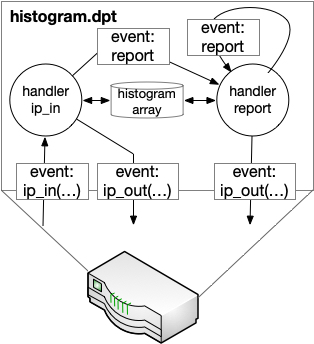 histogram.dpt
event:
report
event:
report
handler
ip_in
histogram
array
handler
report
event:
ip_in(...)
event:
ip_out(...)
event:
ip_out(...)